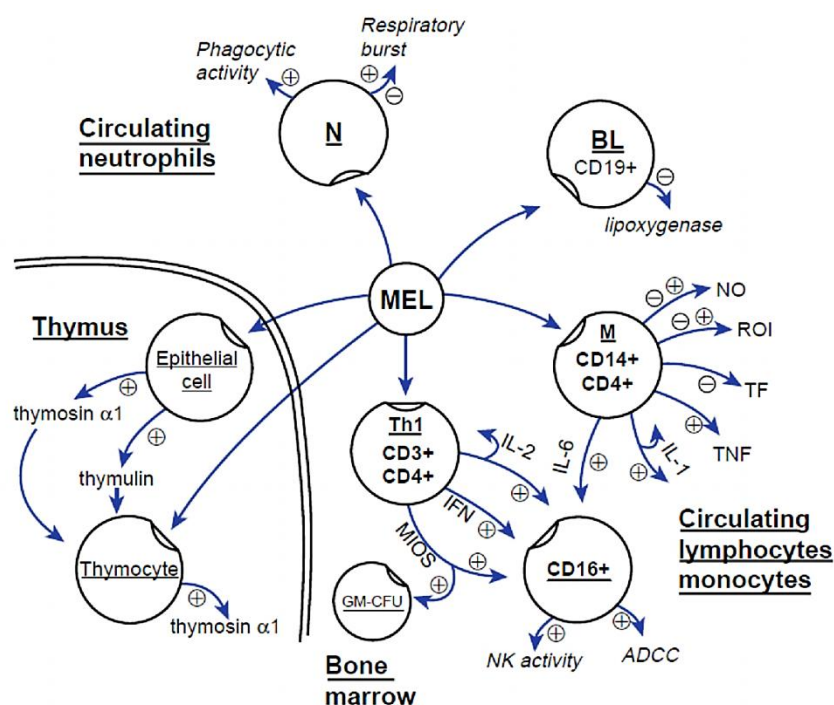 Phagocytic
activity
⊕
Respiratory
burst
⊕
⊖
N
Circulating
neutrophils
BL
CD19+
⊖
lipoxygenase
MEL
Thymus
Epithelial
cell
⊕
thymosin α1
⊕
thymulin
Thymocyte
⊕
thymosin α1
Th1
CD3+
CD4+
IL-2
⊕
IFN
⊕
MIOS
⊕
⊕
GM-CFU
Bone
marrow
M
CD14+
CD4+
⊖ ⊕
NO
⊖ ⊕
ROI
⊖
TF
⊕
TNF
IL-1
⊕
IL-6
⊕
CD16+
⊕
NK activity
⊕
ADCC
Circulating
lymphocytes
monocytes